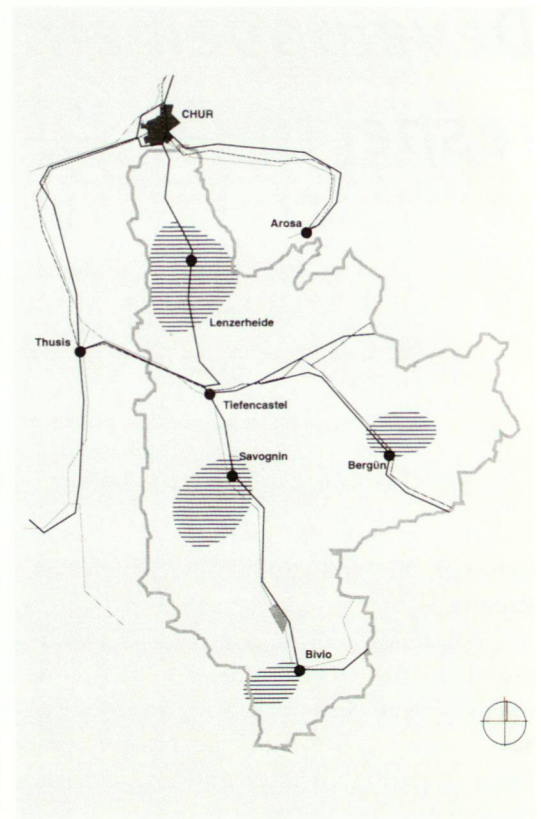 CHUR
Arosa
Lenzerheide
Thusis
Tiefencastel
Savognin
Bergün
Bivio